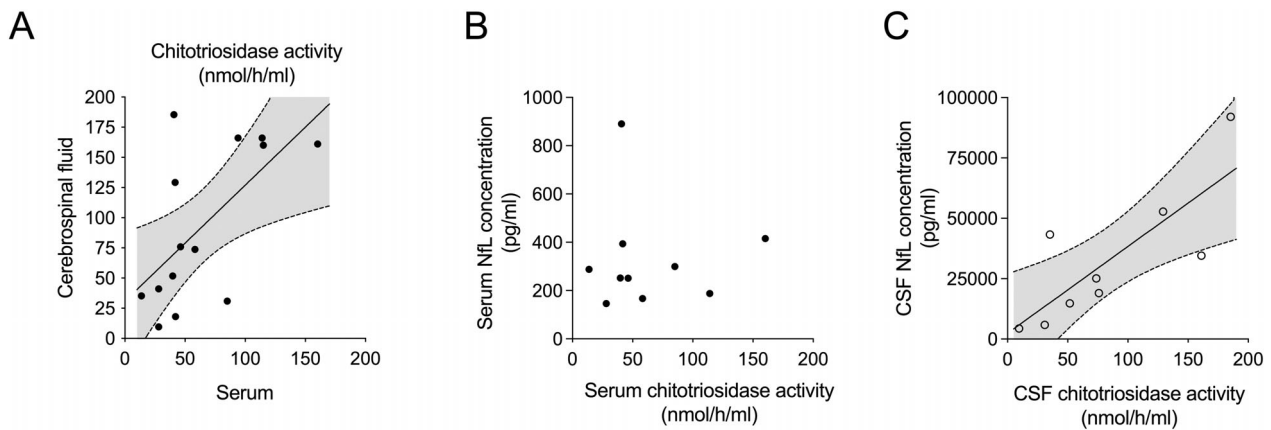 A
Chitotriosidase activity
(nmol/h/ml)
Cerebrospinal fluid
200
175
150
125
100
75
50
25
0
0 50 100 150 200
Serum
B
Serum NfL concentration
(pg/ml)
1000
800
600
400
200
0
0 50 100 150 200
Serum chitotriosidase activity
(nmol/h/ml)
C
CSF NfL concentration
(pg/ml)
100000
75000
50000
25000
0
0 50 100 150 200
CSF chitotriosidase activity
(nmol/h/ml)